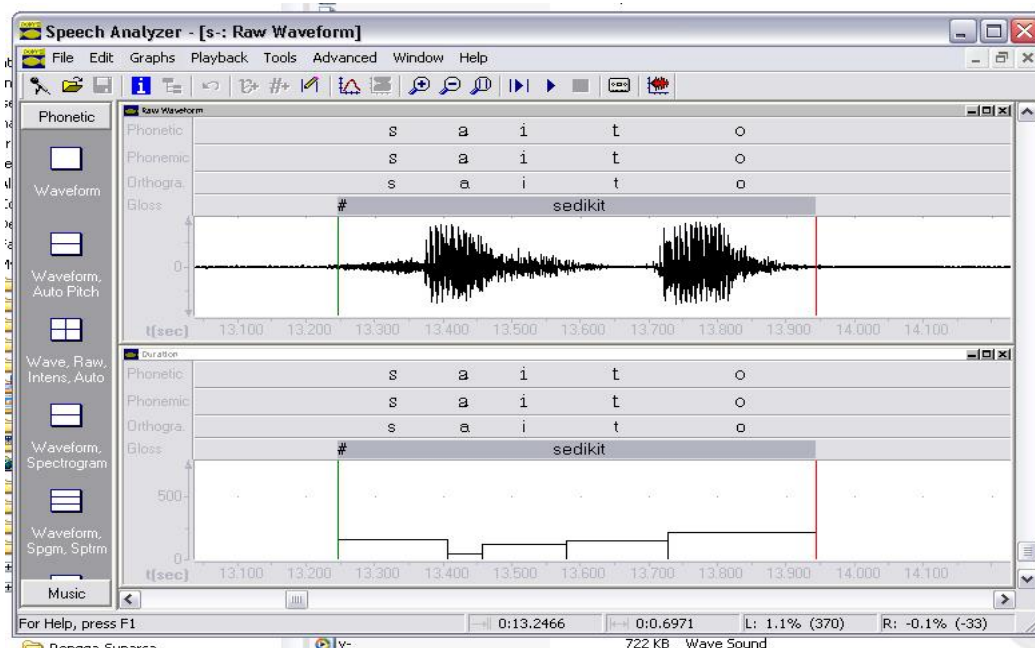 Speech Analyzer - [s-: Raw Waveform]
File Edit Graphs Playback Tools Advanced Window Help
Phonetic
Waveform
Waveform,
Auto Pitch
Wave, Raw,
Intens, Auto
Waveform,
Spectrogram
Waveform,
Spgm, Sptrm
Music
Raw Waveform
Phonetic s a i t o
Phonemic s a i t o
Orthogra. s a i t o
Gloss # sedikit
0
t(sec) 13.100 13.200 13.300 13.400 13.500 13.600 13.700 13.800 13.900 14.000 14.100
Duration
Phonetic s a i t o
Phonemic s a i t o
Orthogra. s a i t o
Gloss # sedikit
500
0
t(sec) 13.100 13.200 13.300 13.400 13.500 13.600 13.700 13.800 13.900 14.000 14.100
For Help, press F1 0:13.2466 0:0.6971 L: 1.1% (370) R: -0.1% (-33)
v- 722 KB Wave Sound